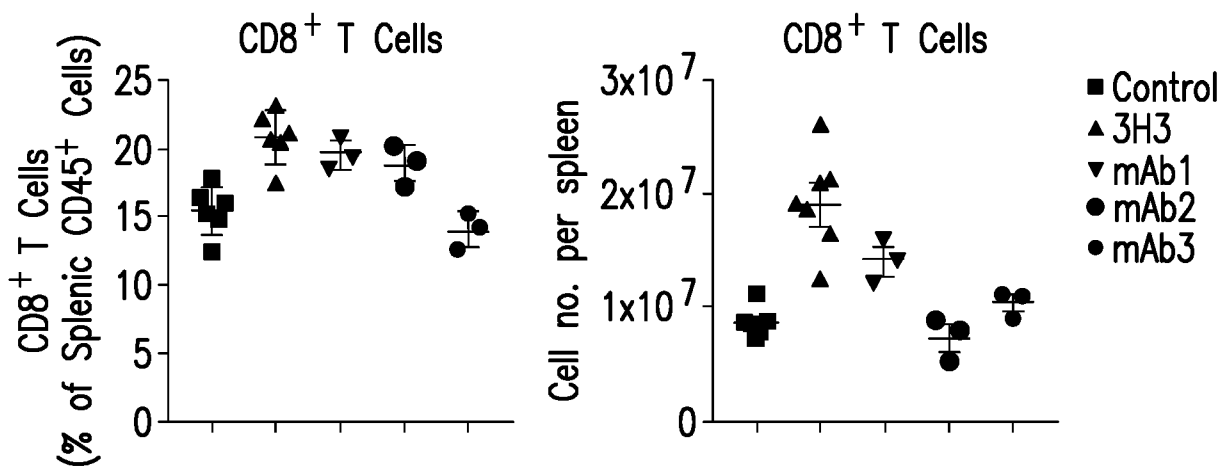 CD8+ T Cells
CD8+ T Cells
(% of Splenic CD45+ Cells)
25
20
15
10
5
0
CD8+ T Cells
Cell no. per spleen
3x10^7
2x10^7
1x10^7
0
Control
3H3
mAb1
mAb2
mAb3